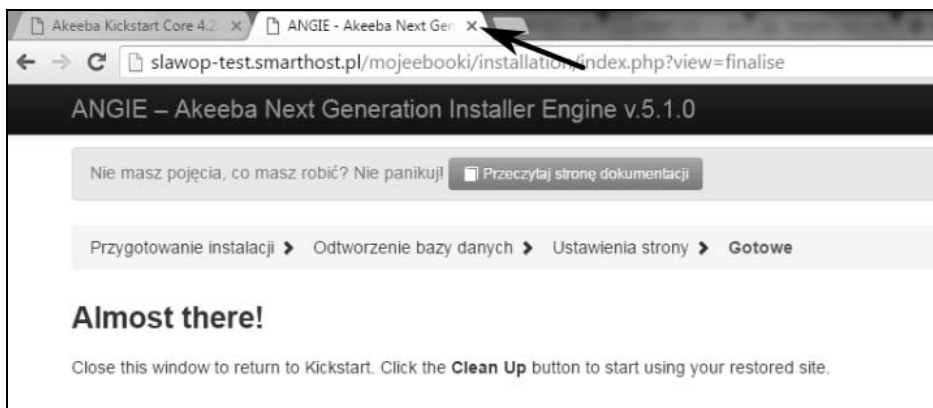 Akeeba Kickstart Core 4.2. ANGIE - Akeeba Next Gen
slawop-test.smarthost.pl/mojeebooki/installation/index.php?view=finalise
ANGIE – Akeeba Next Generation Installer Engine v.5.1.0
Nie masz pojęcia, co masz robić? Nie panikuj! Przeczytaj stronę dokumentacji
Przygotowanie instalacji Odtworzenie bazy danych Ustawienia strony Gotowe
Almost there!
Close this window to return to Kickstart. Click the Clean Up button to start using your restored site.